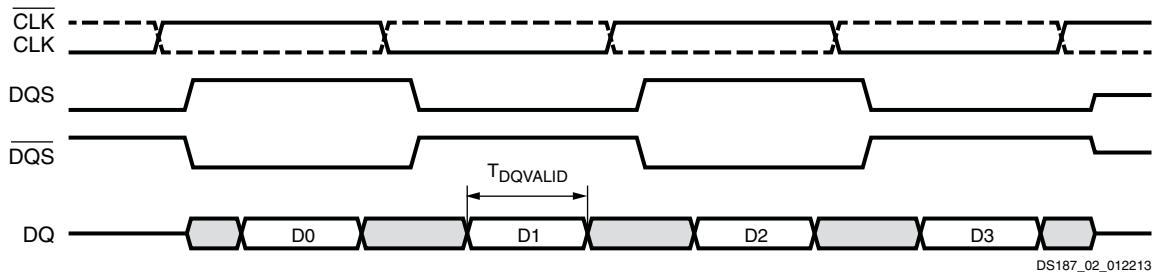 CLK
CLK
DQS
DQS
TDQVALID
DQ D0 D1 D2 D3
DS187_02_012213